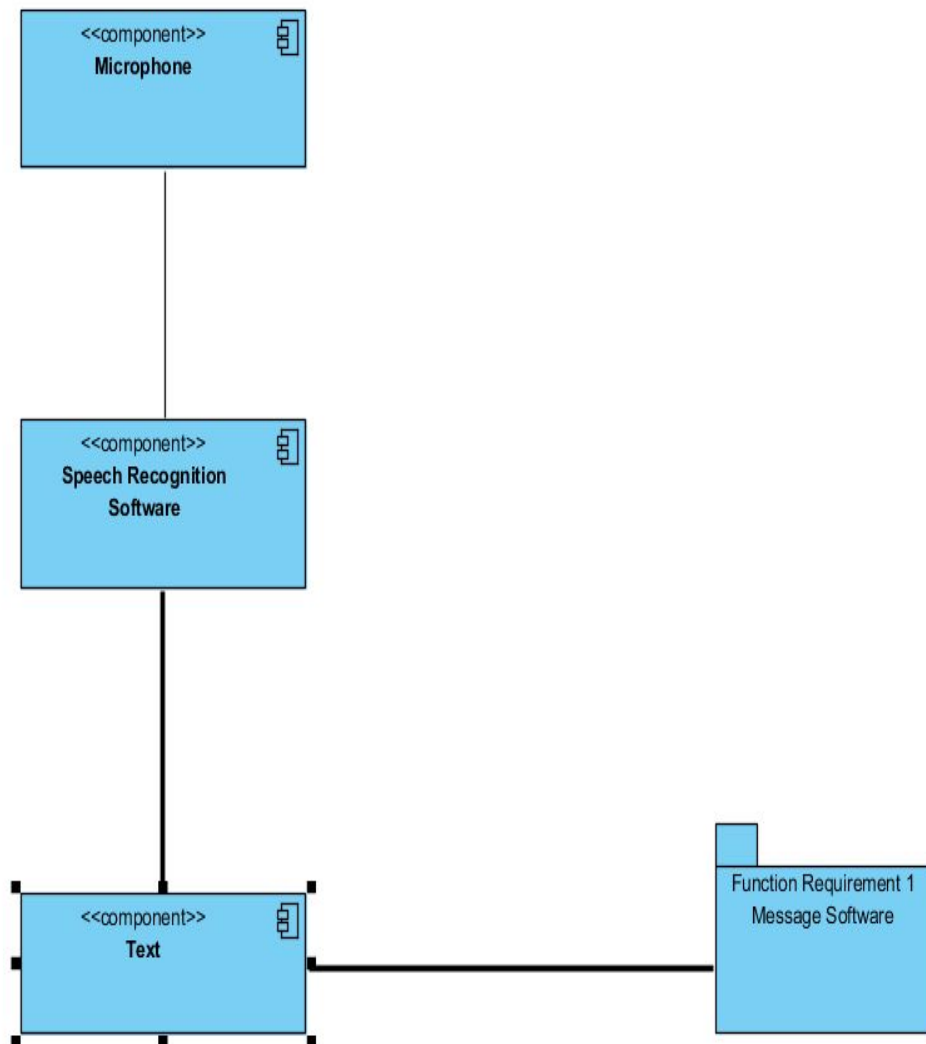 <<component>>
Microphone
<<component>>
Speech Recognition
Software
<<component>>
Text
Function Requirement 1
Message Software